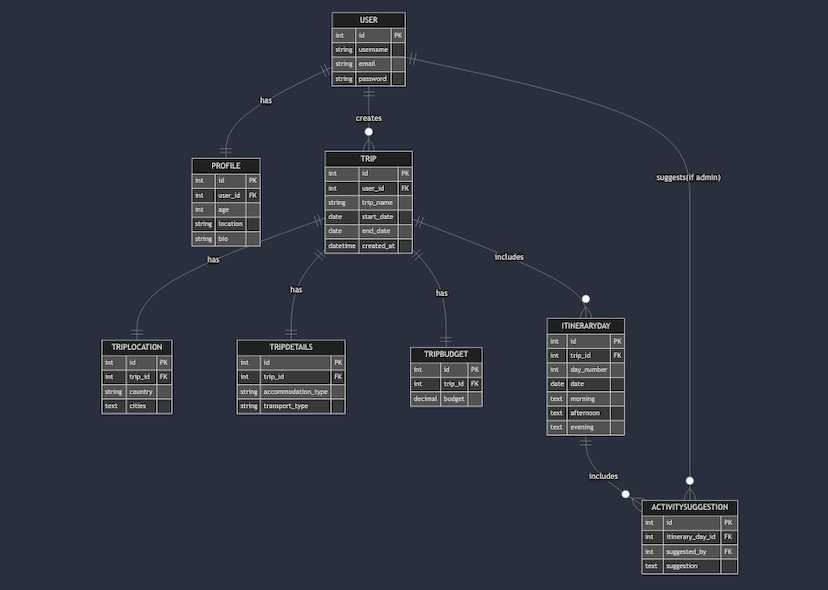 USER
int id PK
string username
string email
string password
has
creates
suggests(if admin)
PROFILE
int id PK
int user_id FK
int age
string location
string bio
TRIP
int id PK
int user_id FK
string trip_name
date start_date
date end_date
datetime created_at
has
has
has
includes
TRIPLOCATION
int id PK
int trip_id FK
string country
text cities
TRIPDETAILS
int id PK
int trip_id FK
string accommodation_type
string transport_type
TRIPBUDGET
int id PK
int trip_id FK
decimal budget
ITINERARYDAY
int id PK
int trip_id FK
int day_number
date date
text morning
text afternoon
text evening
includes
ACTIVITYSUGGESTION
int id PK
int itinerary_day_id FK
int suggested_by FK
text suggestion